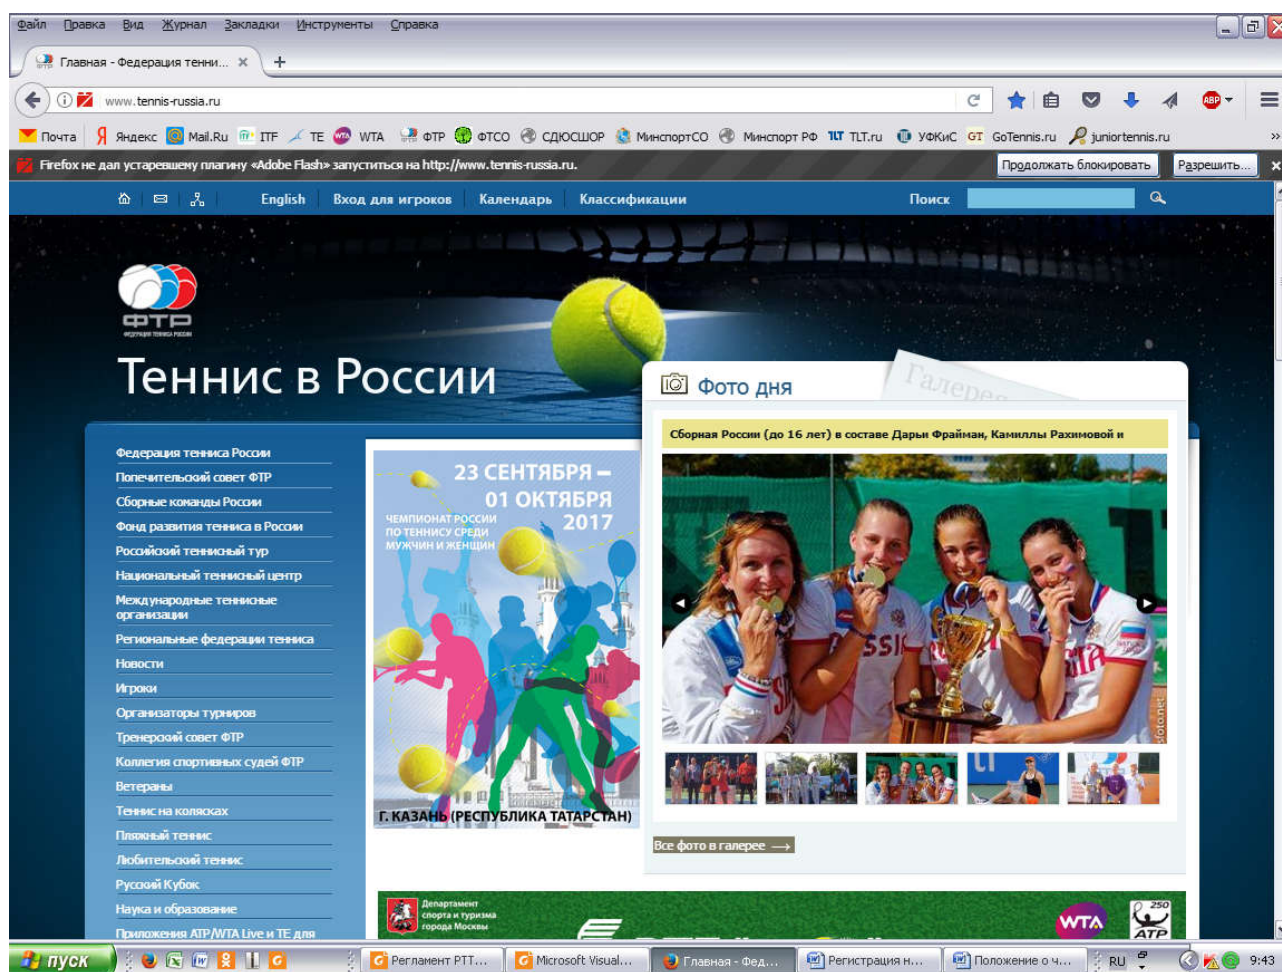 Файл Правка Вид Журнал Закладки Инструменты Справка
Главная - Федерация тенни...
www.tennis-russia.ru
ABP
Почта Яндекс Mail.Ru ITF TE WTA ФТР ФТСО СДЮСШОР МинспортСО Минспорт РФ TLT.ru УФКиС GoTennis.ru juniortennis.ru
Firefox не дал устаревшему плагину «Adobe Flash» запуститься на http://www.tennis-russia.ru.
Продолжать блокировать
Разрешить...
English Вход для игроков Календарь Классификации
Поиск
ФТР
ФЕДЕРАЦИЯ ТЕННИСА РОССИИ
Теннис в России
Фото дня
Галерея
Сборная России (до 16 лет) в составе Дарьи Фрайман, Камиллы Рахимовой и
Федерация тенниса России
Попечительский совет ФТР
Сборные команды России
Фонд развития тенниса в России
Российский теннисный тур
Национальный теннисный центр
Международные теннисные
организации
Региональные федерации тенниса
Новости
Игроки
Организаторы турниров
Тренерский совет ФТР
Коллегия спортивных судей ФТР
Ветераны
Теннис на колясках
Пляжный теннис
Любительский теннис
Русский Кубок
Наука и образование
Приложения ATP/WTA Live и TE для
23 СЕНТЯБРЯ –
01 ОКТЯБРЯ
2017
ЧЕМПИОНАТ РОССИИ
ПО ТЕННИСУ СРЕДИ
МУЖЧИН И ЖЕНЩИН
Г. КАЗАНЬ (РЕСПУБЛИКА ТАТАРСТАН)
Все фото в галерее
Департамент
спорта и туризма
города Москвы
WTA
250
ATP
пуск
Регламент РТТ...
Microsoft Visual...
Главная - Фед...
Регистрация н...
Положение о ч...
RU
9:43